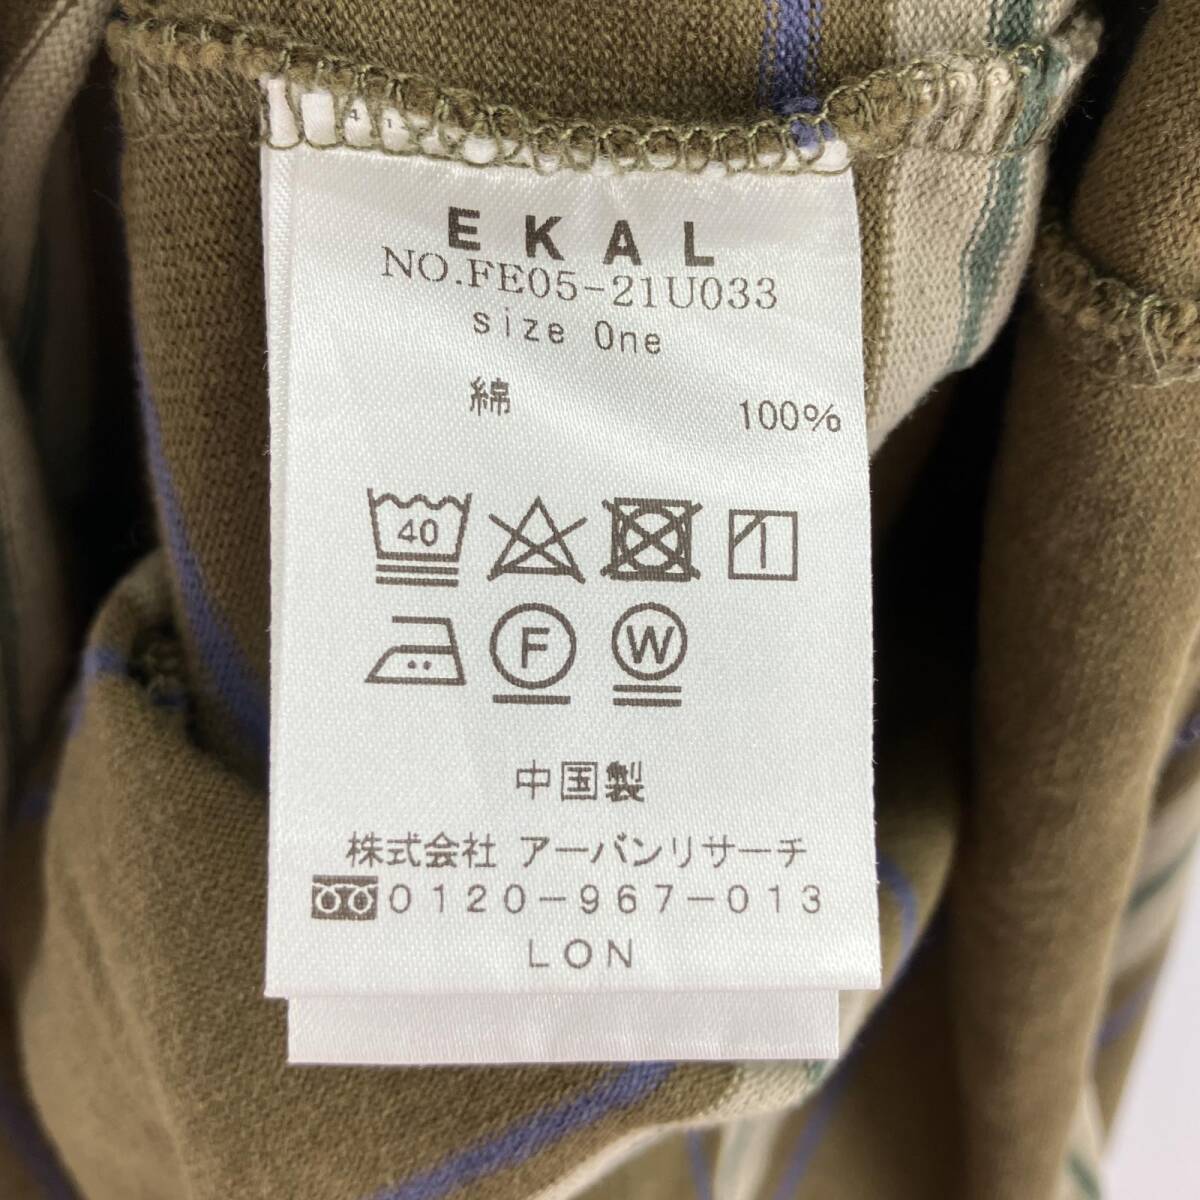 EKAL
NO.FE05-21U033
size One
綿 100%
40
F W
中国製
株式会社 アーバンリサーチ
0120-967-013
LON